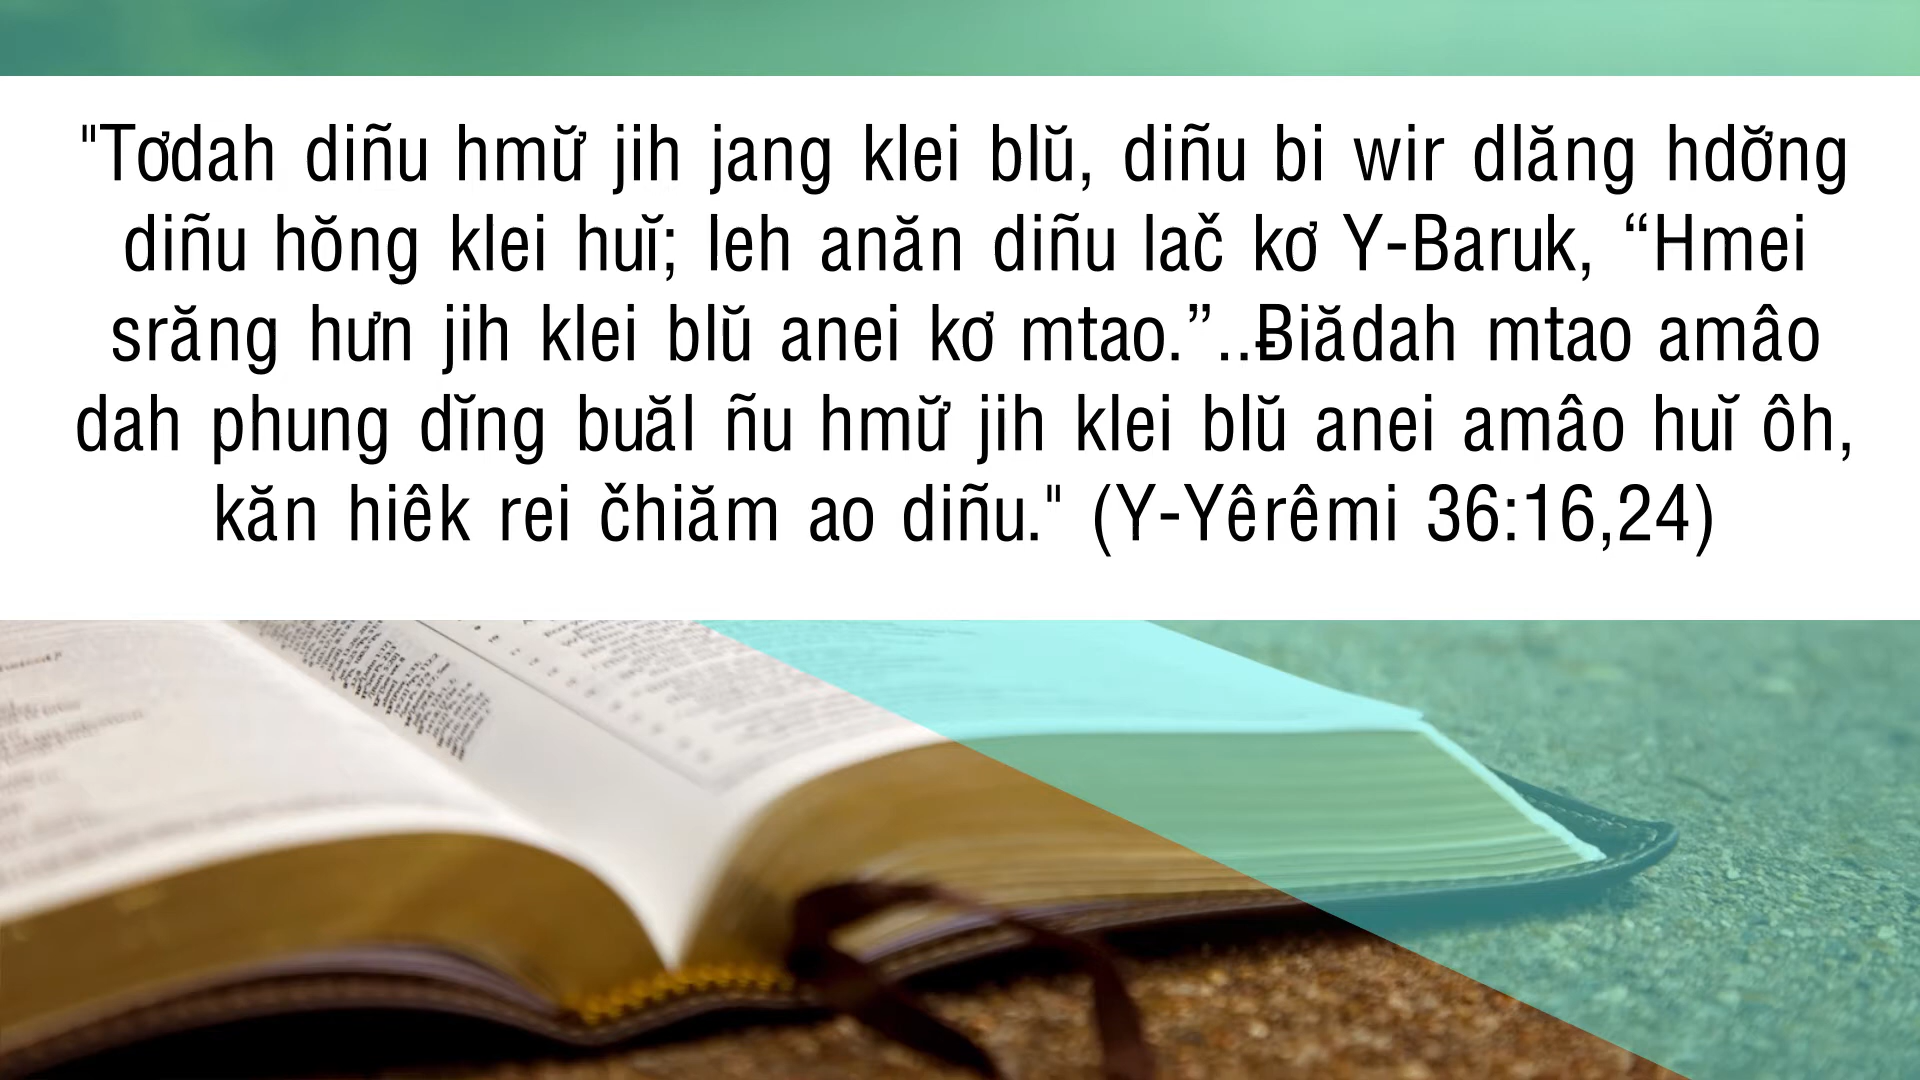 "Tơdah diñu hmư̆ jih jang klei blŭ, diñu bi wir dlăng hdơ̆ng
diñu hŏng klei huĭ; leh anăn diñu lač kơ Y-Baruk, “Hmei
srăng hưn jih klei blŭ anei kơ mtao.”..Ƀiădah mtao amâo
dah phung dĭng buăl ñu hmư̆ jih klei blŭ anei amâo huĭ ôh,
kăn hiêk rei čhiăm ao diñu." (Y-Yêrêmi 36:16,24)